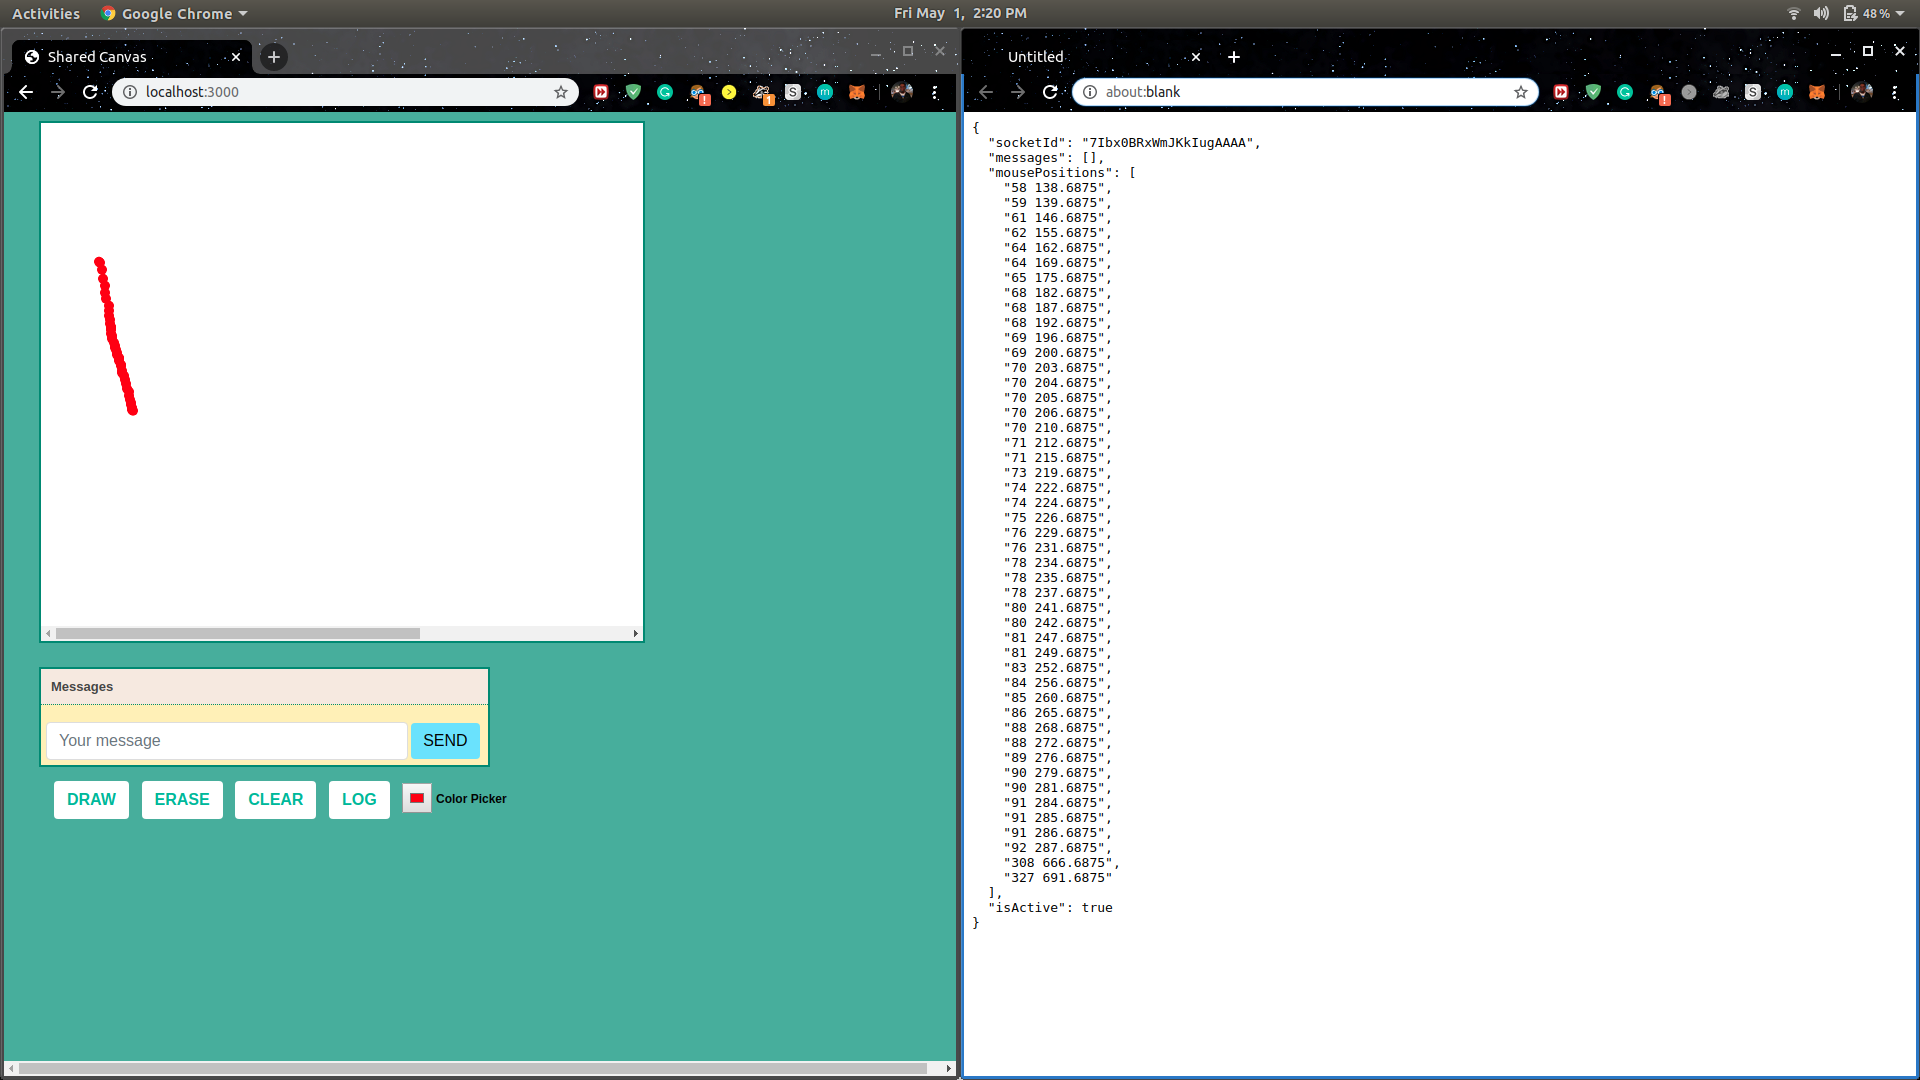 Activities
Google Chrome
Fri May 1, 2:20 PM
48 %
Shared Canvas
localhost:3000
Messages
Your message
SEND
DRAW
ERASE
CLEAR
LOG
Color Picker
Untitled
about:blank
{
"socketId": "7Ibx0BRxWmJKkIugAAAA",
"messages": [],
"mousePositions": [
"58 138.6875",
"59 139.6875",
"61 146.6875",
"62 155.6875",
"64 162.6875",
"64 169.6875",
"65 175.6875",
"68 182.6875",
"68 187.6875",
"68 192.6875",
"69 196.6875",
"69 200.6875",
"70 203.6875",
"70 204.6875",
"70 205.6875",
"70 206.6875",
"70 210.6875",
"71 212.6875",
"71 215.6875",
"73 219.6875",
"74 222.6875",
"74 224.6875",
"75 226.6875",
"76 229.6875",
"76 231.6875",
"78 234.6875",
"78 235.6875",
"78 237.6875",
"80 241.6875",
"80 242.6875",
"81 247.6875",
"81 249.6875",
"83 252.6875",
"84 256.6875",
"85 260.6875",
"86 265.6875",
"88 268.6875",
"88 272.6875",
"89 276.6875",
"90 279.6875",
"90 281.6875",
"91 284.6875",
"91 285.6875",
"91 286.6875",
"92 287.6875",
"308 666.6875",
"327 691.6875"
],
"isActive": true
}